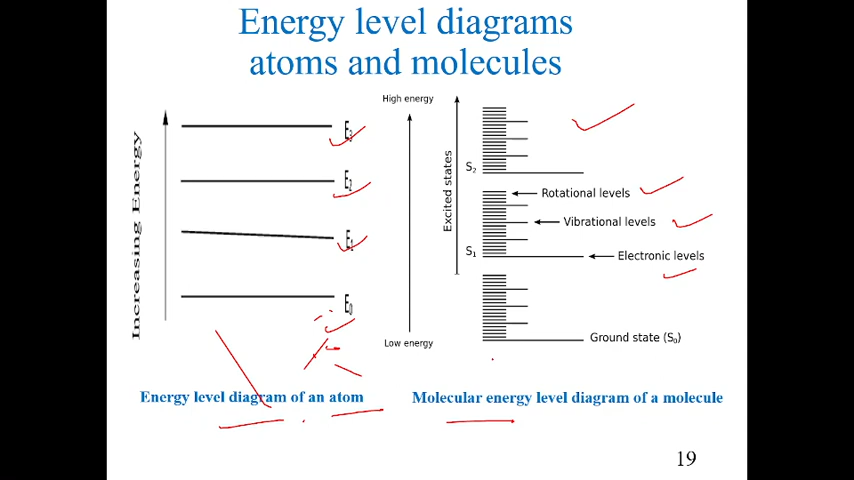 Energy level diagrams
atoms and molecules
Increasing Energy
E3
E2
E1
E0
Energy level diagram of an atom
High energy
Low energy
Excited states
S2
Rotational levels
Vibrational levels
S1
Electronic levels
Ground state (S0)
Molecular energy level diagram of a molecule
19